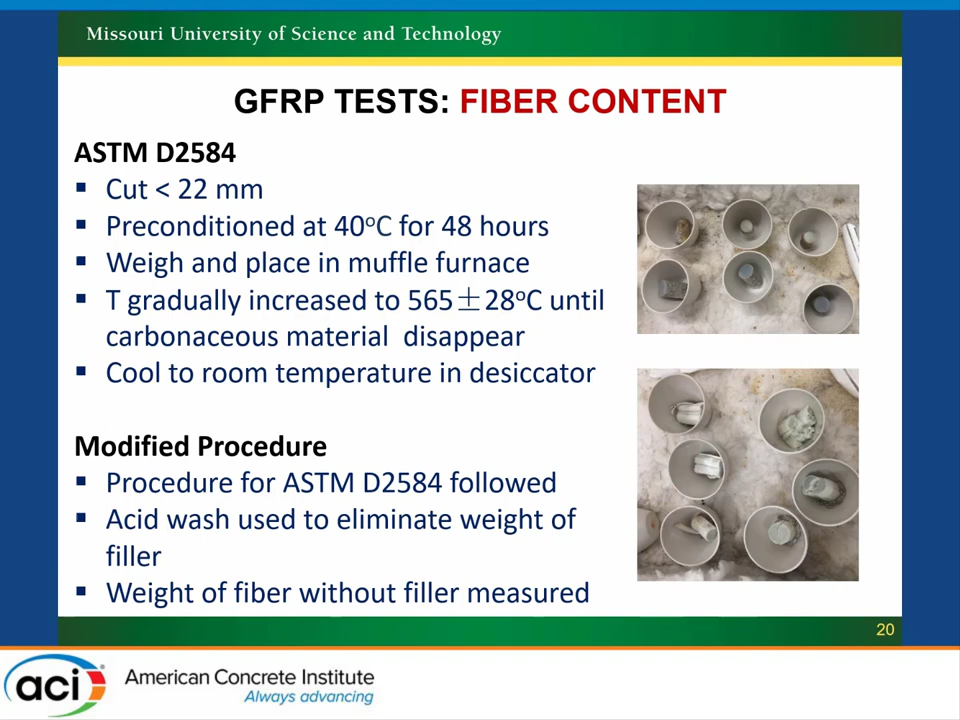 Missouri University of Science and Technology
GFRP TESTS: FIBER CONTENT
ASTM D2584
▪ Cut < 22 mm
▪ Preconditioned at 40ºC for 48 hours
▪ Weigh and place in muffle furnace
▪ T gradually increased to 565±28ºC until
carbonaceous material disappear
▪ Cool to room temperature in desiccator
Modified Procedure
▪ Procedure for ASTM D2584 followed
▪ Acid wash used to eliminate weight of
filler
▪ Weight of fiber without filler measured
20
aci American Concrete Institute
Always advancing